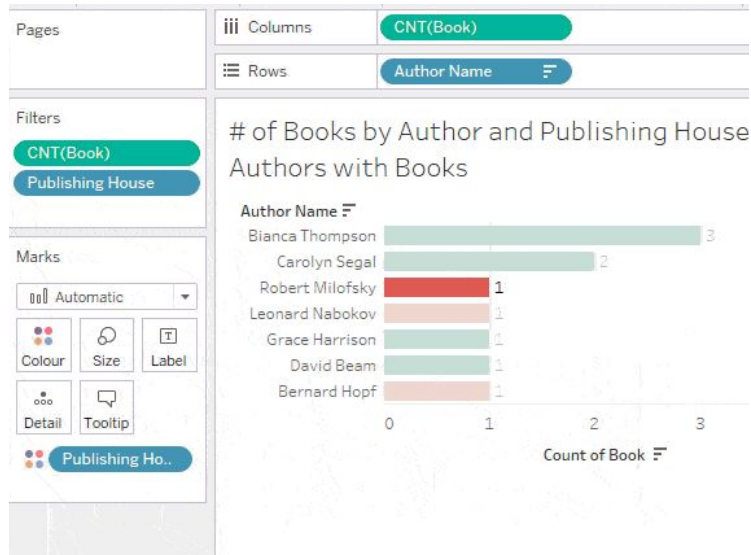 Pages
Columns
CNT(Book)
Rows
Author Name
Filters
CNT(Book)
Publishing House
Marks
Automatic
Colour
Size
Label
Detail
Tooltip
Publishing Ho..
# of Books by Author and Publishing House
Authors with Books
Author Name
Bianca Thompson 3
Carolyn Segal 2
Robert Milofsky 1
Leonard Nabokov 1
Grace Harrison 1
David Beam 1
Bernard Hopf 1
0 1 2 3
Count of Book